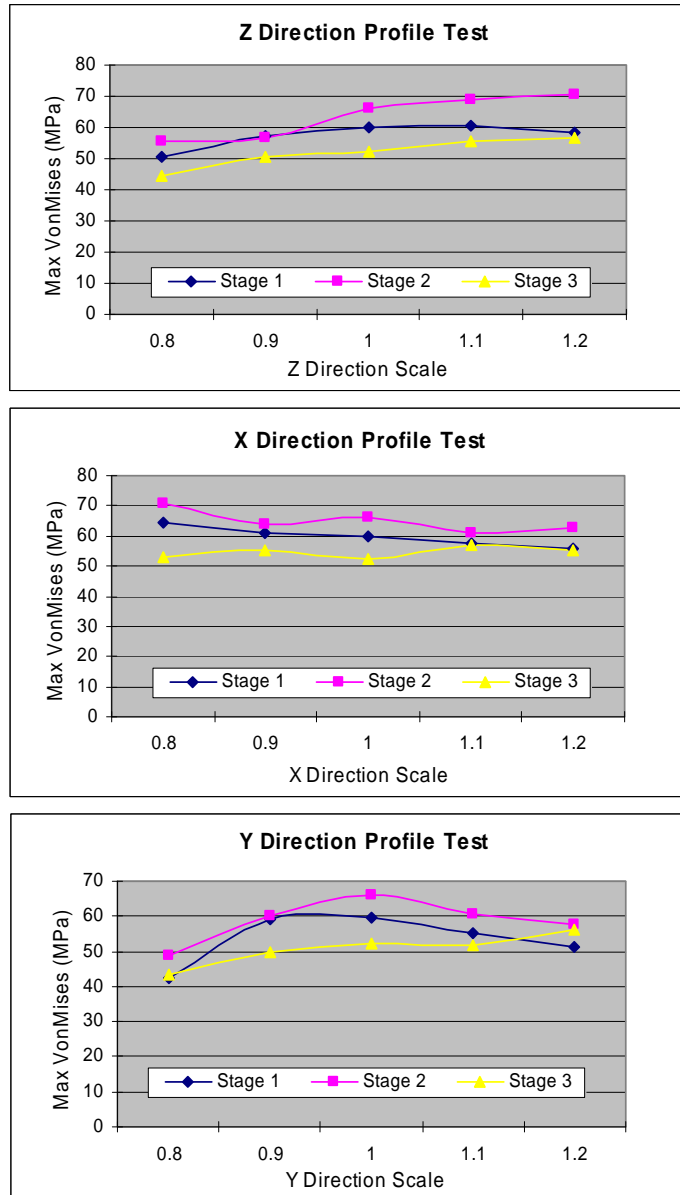 Z Direction Profile Test
80
70
60
50
40
30
20
10
0
Max VonMises (MPa)
Stage 1 Stage 2 Stage 3
0.8 0.9 1 1.1 1.2
Z Direction Scale
X Direction Profile Test
80
70
60
50
40
30
20
10
0
Max VonMises (MPa)
Stage 1 Stage 2 Stage 3
0.8 0.9 1 1.1 1.2
X Direction Scale
Y Direction Profile Test
70
60
50
40
30
20
10
0
Max VonMises (MPa)
Stage 1 Stage 2 Stage 3
0.8 0.9 1 1.1 1.2
Y Direction Scale